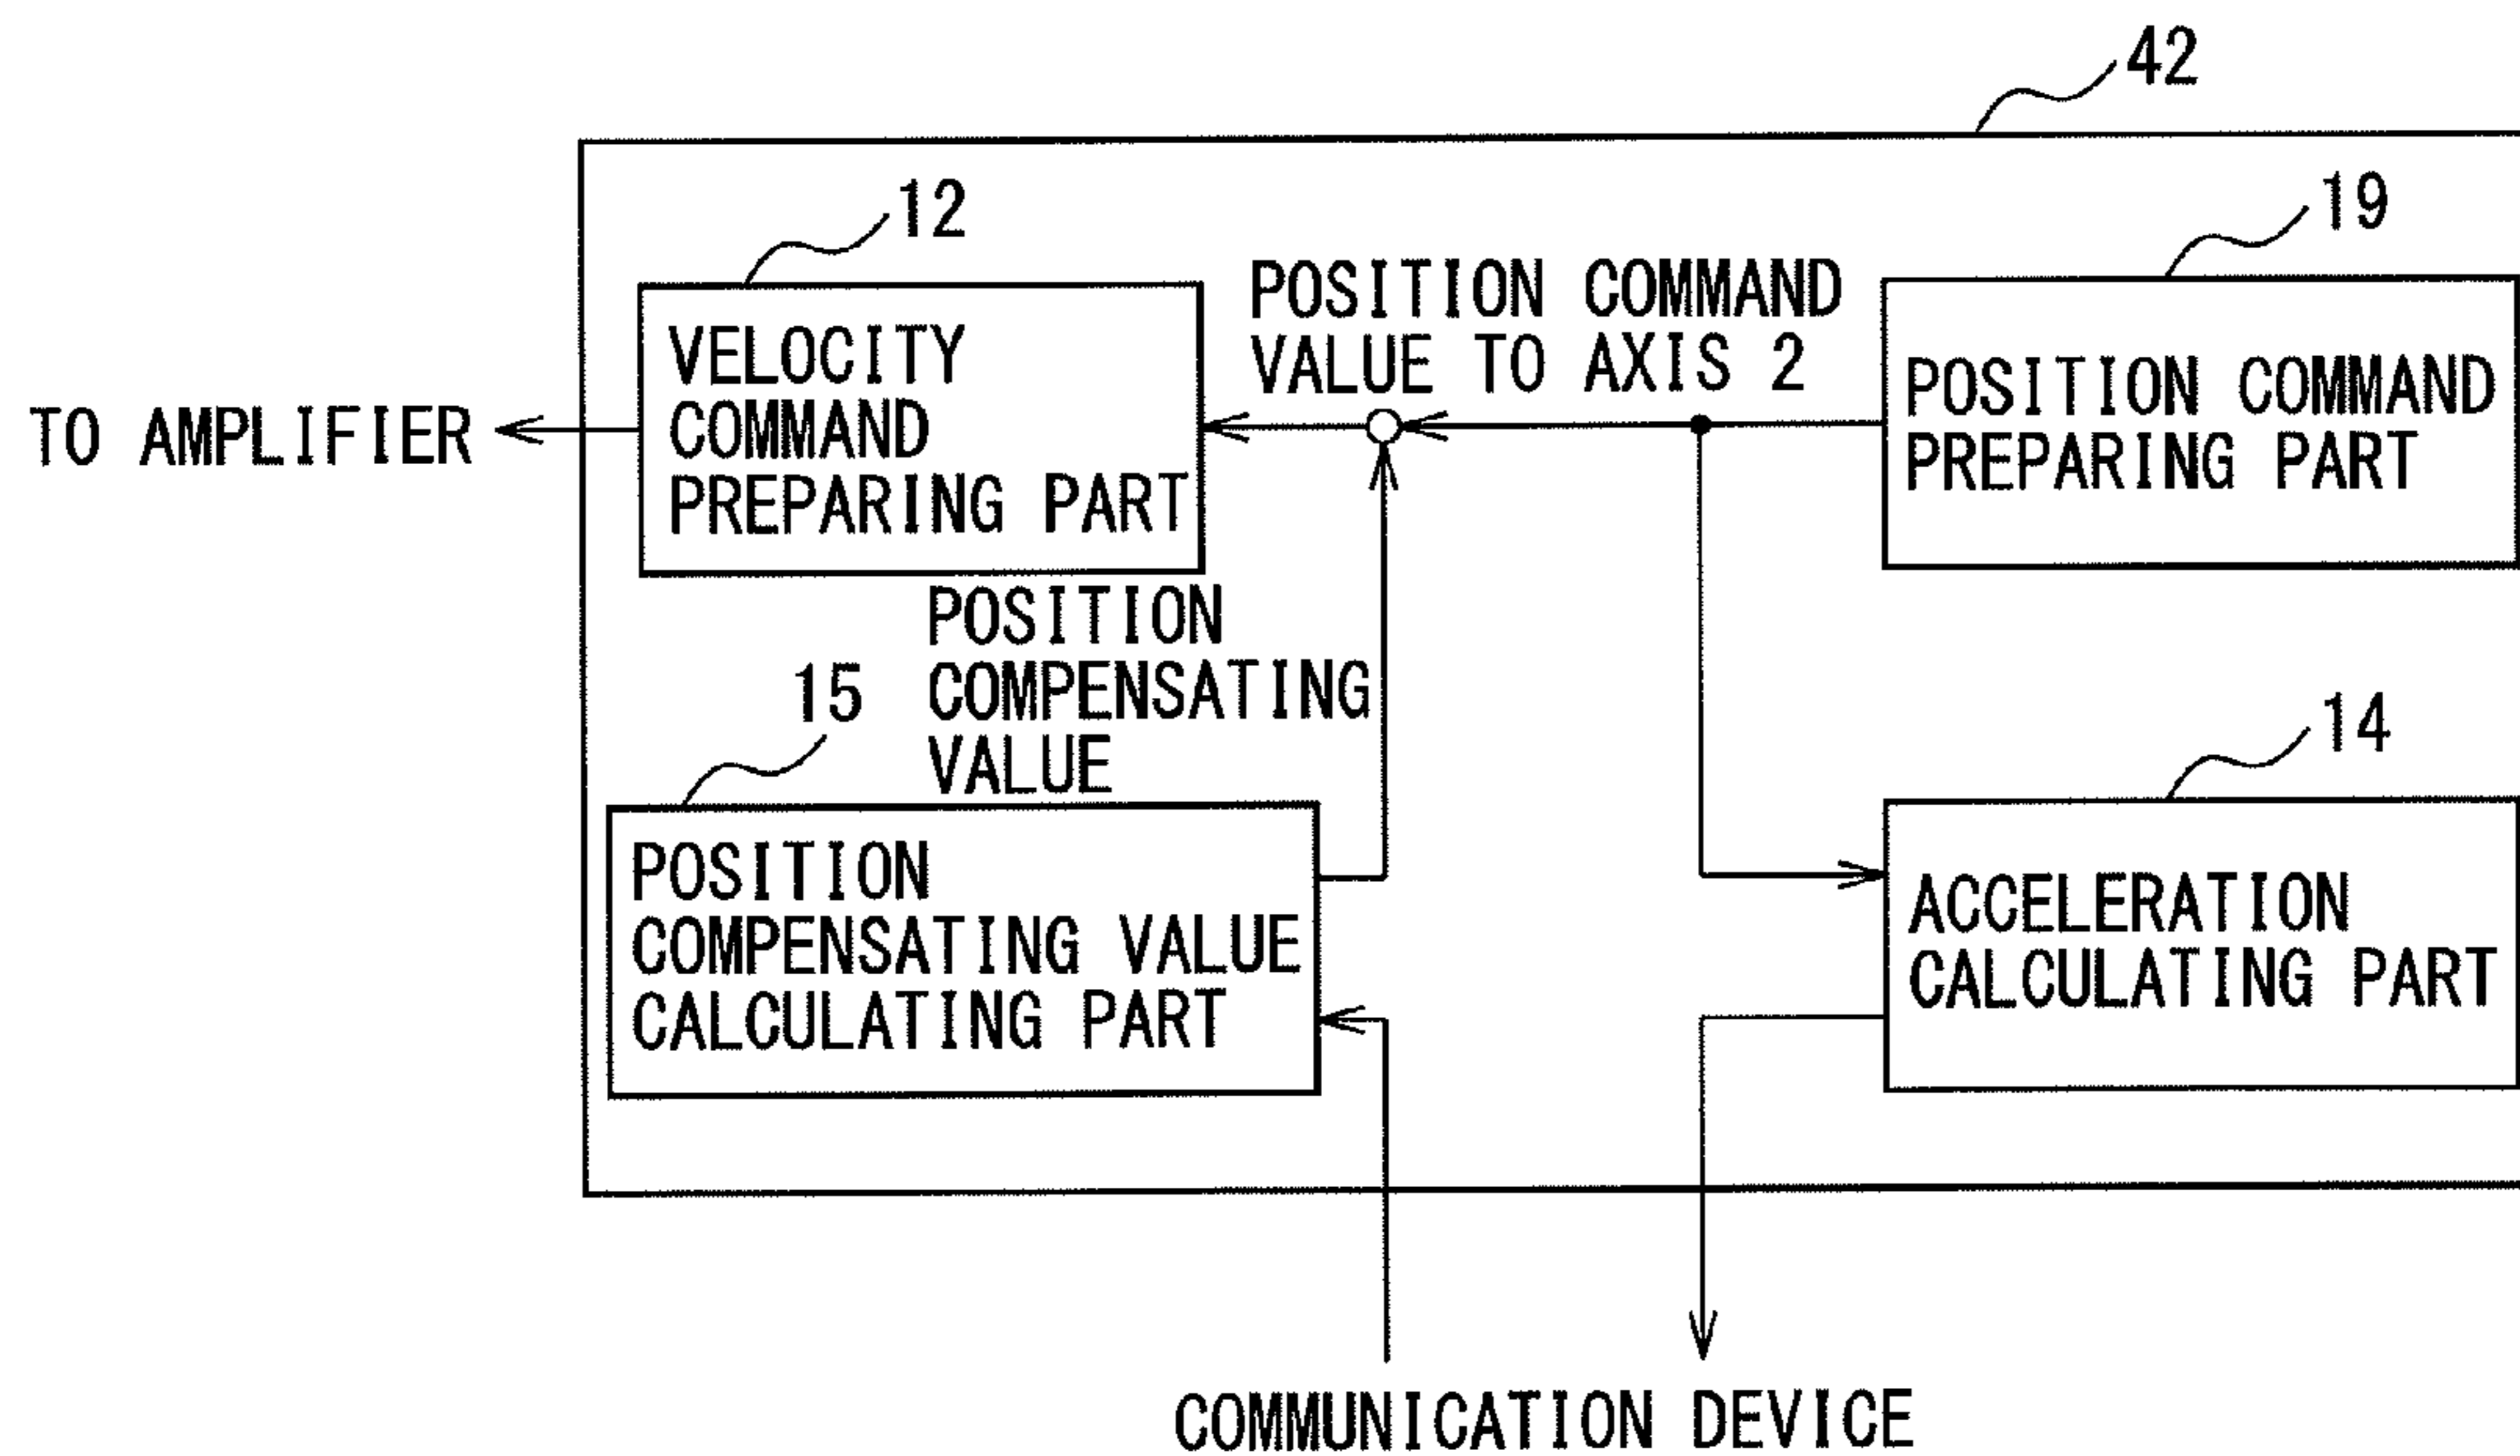 42
12
19
POSITION COMMAND
VALUE TO AXIS 2
VELOCITY
COMMAND
PREPARING PART
POSITION COMMAND
PREPARING PART
TO AMPLIFIER
POSITION
COMPENSATING
VALUE
15
14
POSITION
COMPENSATING VALUE
CALCULATING PART
ACCELERATION
CALCULATING PART
COMMUNICATION DEVICE